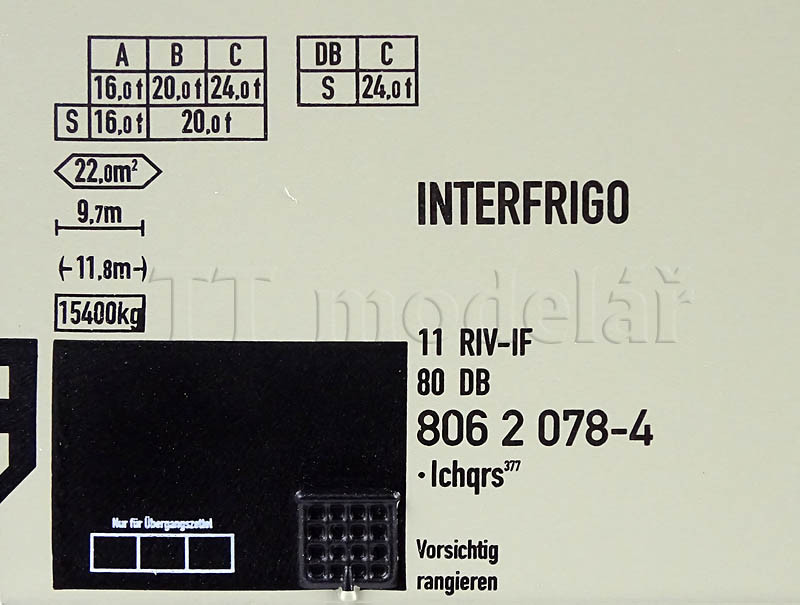 A B C
16,0t 20,0t 24,0t
S 16,0t 20,0t
DB C
S 24,0t
22,0m²
9,7m
(-11,8m-)
15400kg
INTERFRIGO
TT modelář
11 RIV-IF
80 DB
806 2 078-4
·Ichqrs³⁷⁷
Nur für Übergangszettel
Vorsichtig
rangieren